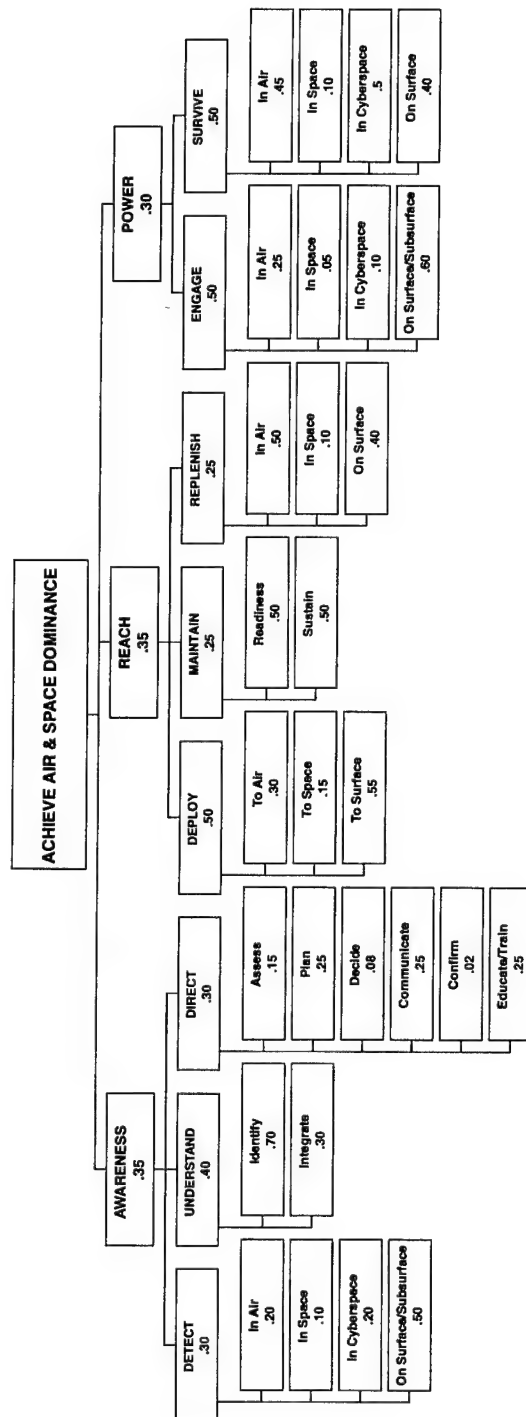 ACHIEVE AIR & SPACE DOMINANCE
AWARENESS
.35
REACH
.35
POWER
.30
DETECT
.30
UNDERSTAND
.40
DIRECT
.30
DEPLOY
.50
MAINTAIN
.25
REPLENISH
.25
ENGAGE
.50
SURVIVE
.50
In Air
.20
In Space
.10
In Cyberspace
.20
On Surface/Subsurface
.50
Identify
.70
Integrate
.30
Assess
.15
Plan
.25
Decide
.08
Communicate
.25
Confirm
.02
Educate/Train
.25
To Air
.30
To Space
.15
To Surface
.55
Readiness
.50
Sustain
.50
In Air
.50
In Space
.10
On Surface
.40
In Air
.25
In Space
.05
In Cyberspace
.10
On Surface/Subsurface
.60
In Air
.45
In Space
.10
In Cyberspace
.5
On Surface
.40